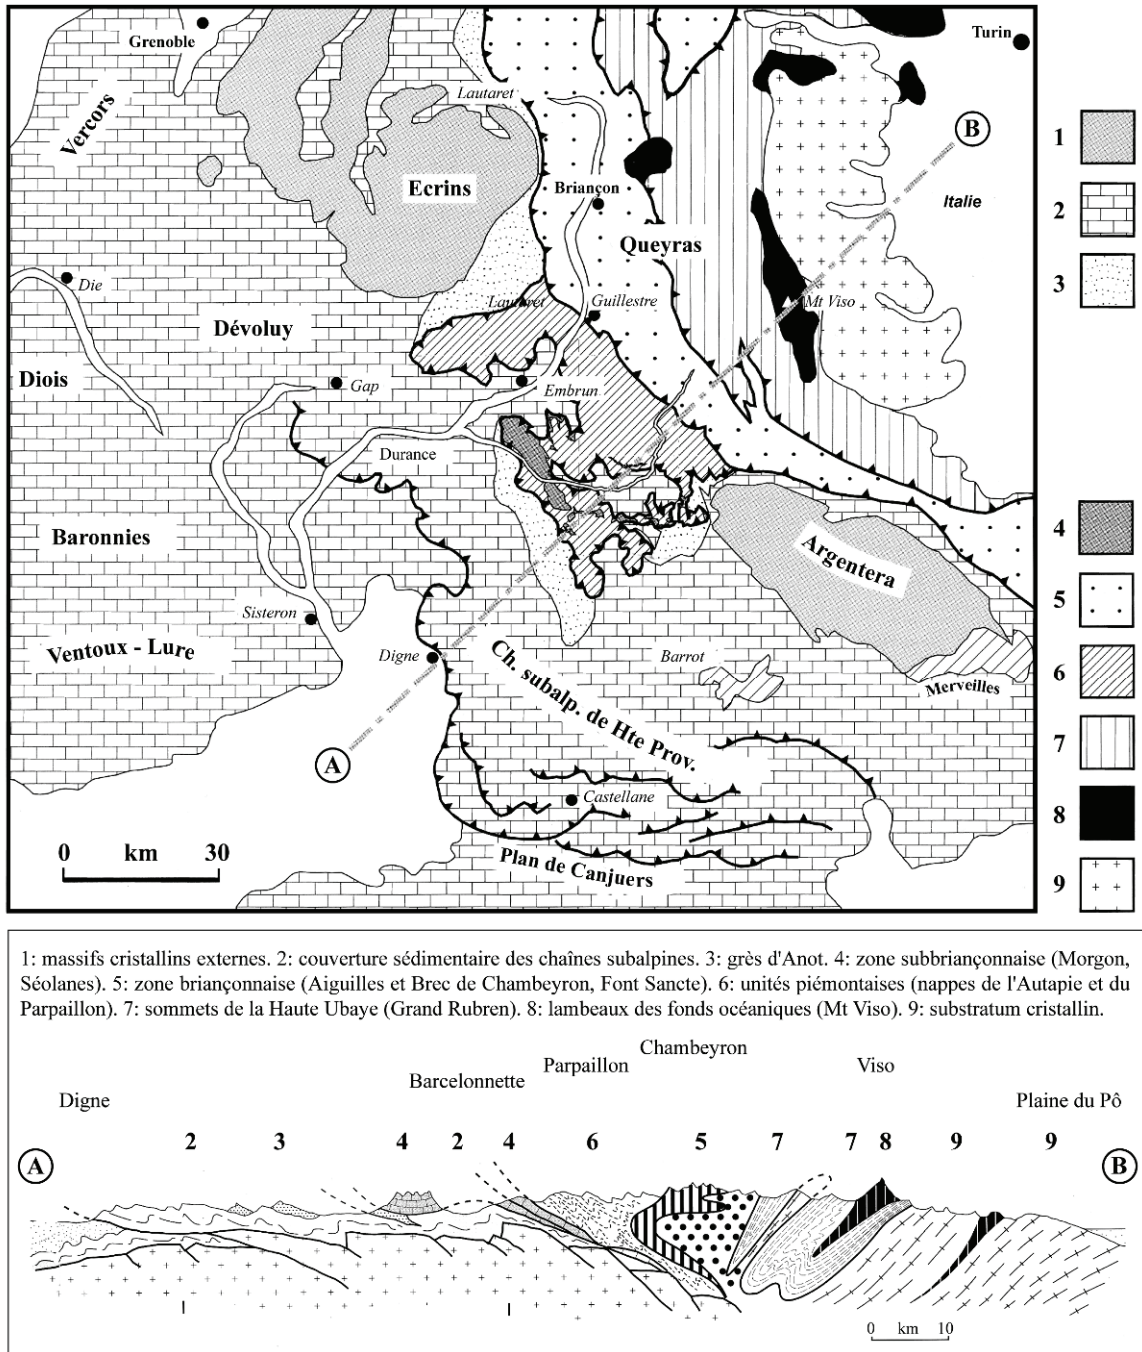 Grenoble
Turin
Vercors
Lautaret
B
Ecrins
Briançon
Italie
Queyras
Die
Lautaret
Guillestre
Mt Viso
Dévoluy
Diois
Gap
Embrun
Durance
Baronnies
Argentera
Sisteron
Ventoux - Lure
Digne
Ch. subalp. de Hte Prov.
Barrot
Merveilles
A
Castellane
0 km 30
Plan de Canjuers
1
2
3
4
5
6
7
8
9
1: massifs cristallins externes. 2: couverture sédimentaire des chaînes subalpines. 3: grès d'Anot. 4: zone subbriançonnaise (Morgon,
Séolanes). 5: zone briançonnaise (Aiguilles et Brec de Chambeyron, Font Sancte). 6: unités piémontaises (nappes de l'Autapie et du
Parpaillon). 7: sommets de la Haute Ubaye (Grand Rubren). 8: lambeaux des fonds océaniques (Mt Viso). 9: substratum cristallin.
Chambeyron
Parpaillon
Viso
Barcelonnette
Digne
Plaine du Pô
2 3 4 2 4 6 5 7 7 8 9 9
A
B
0 km 10